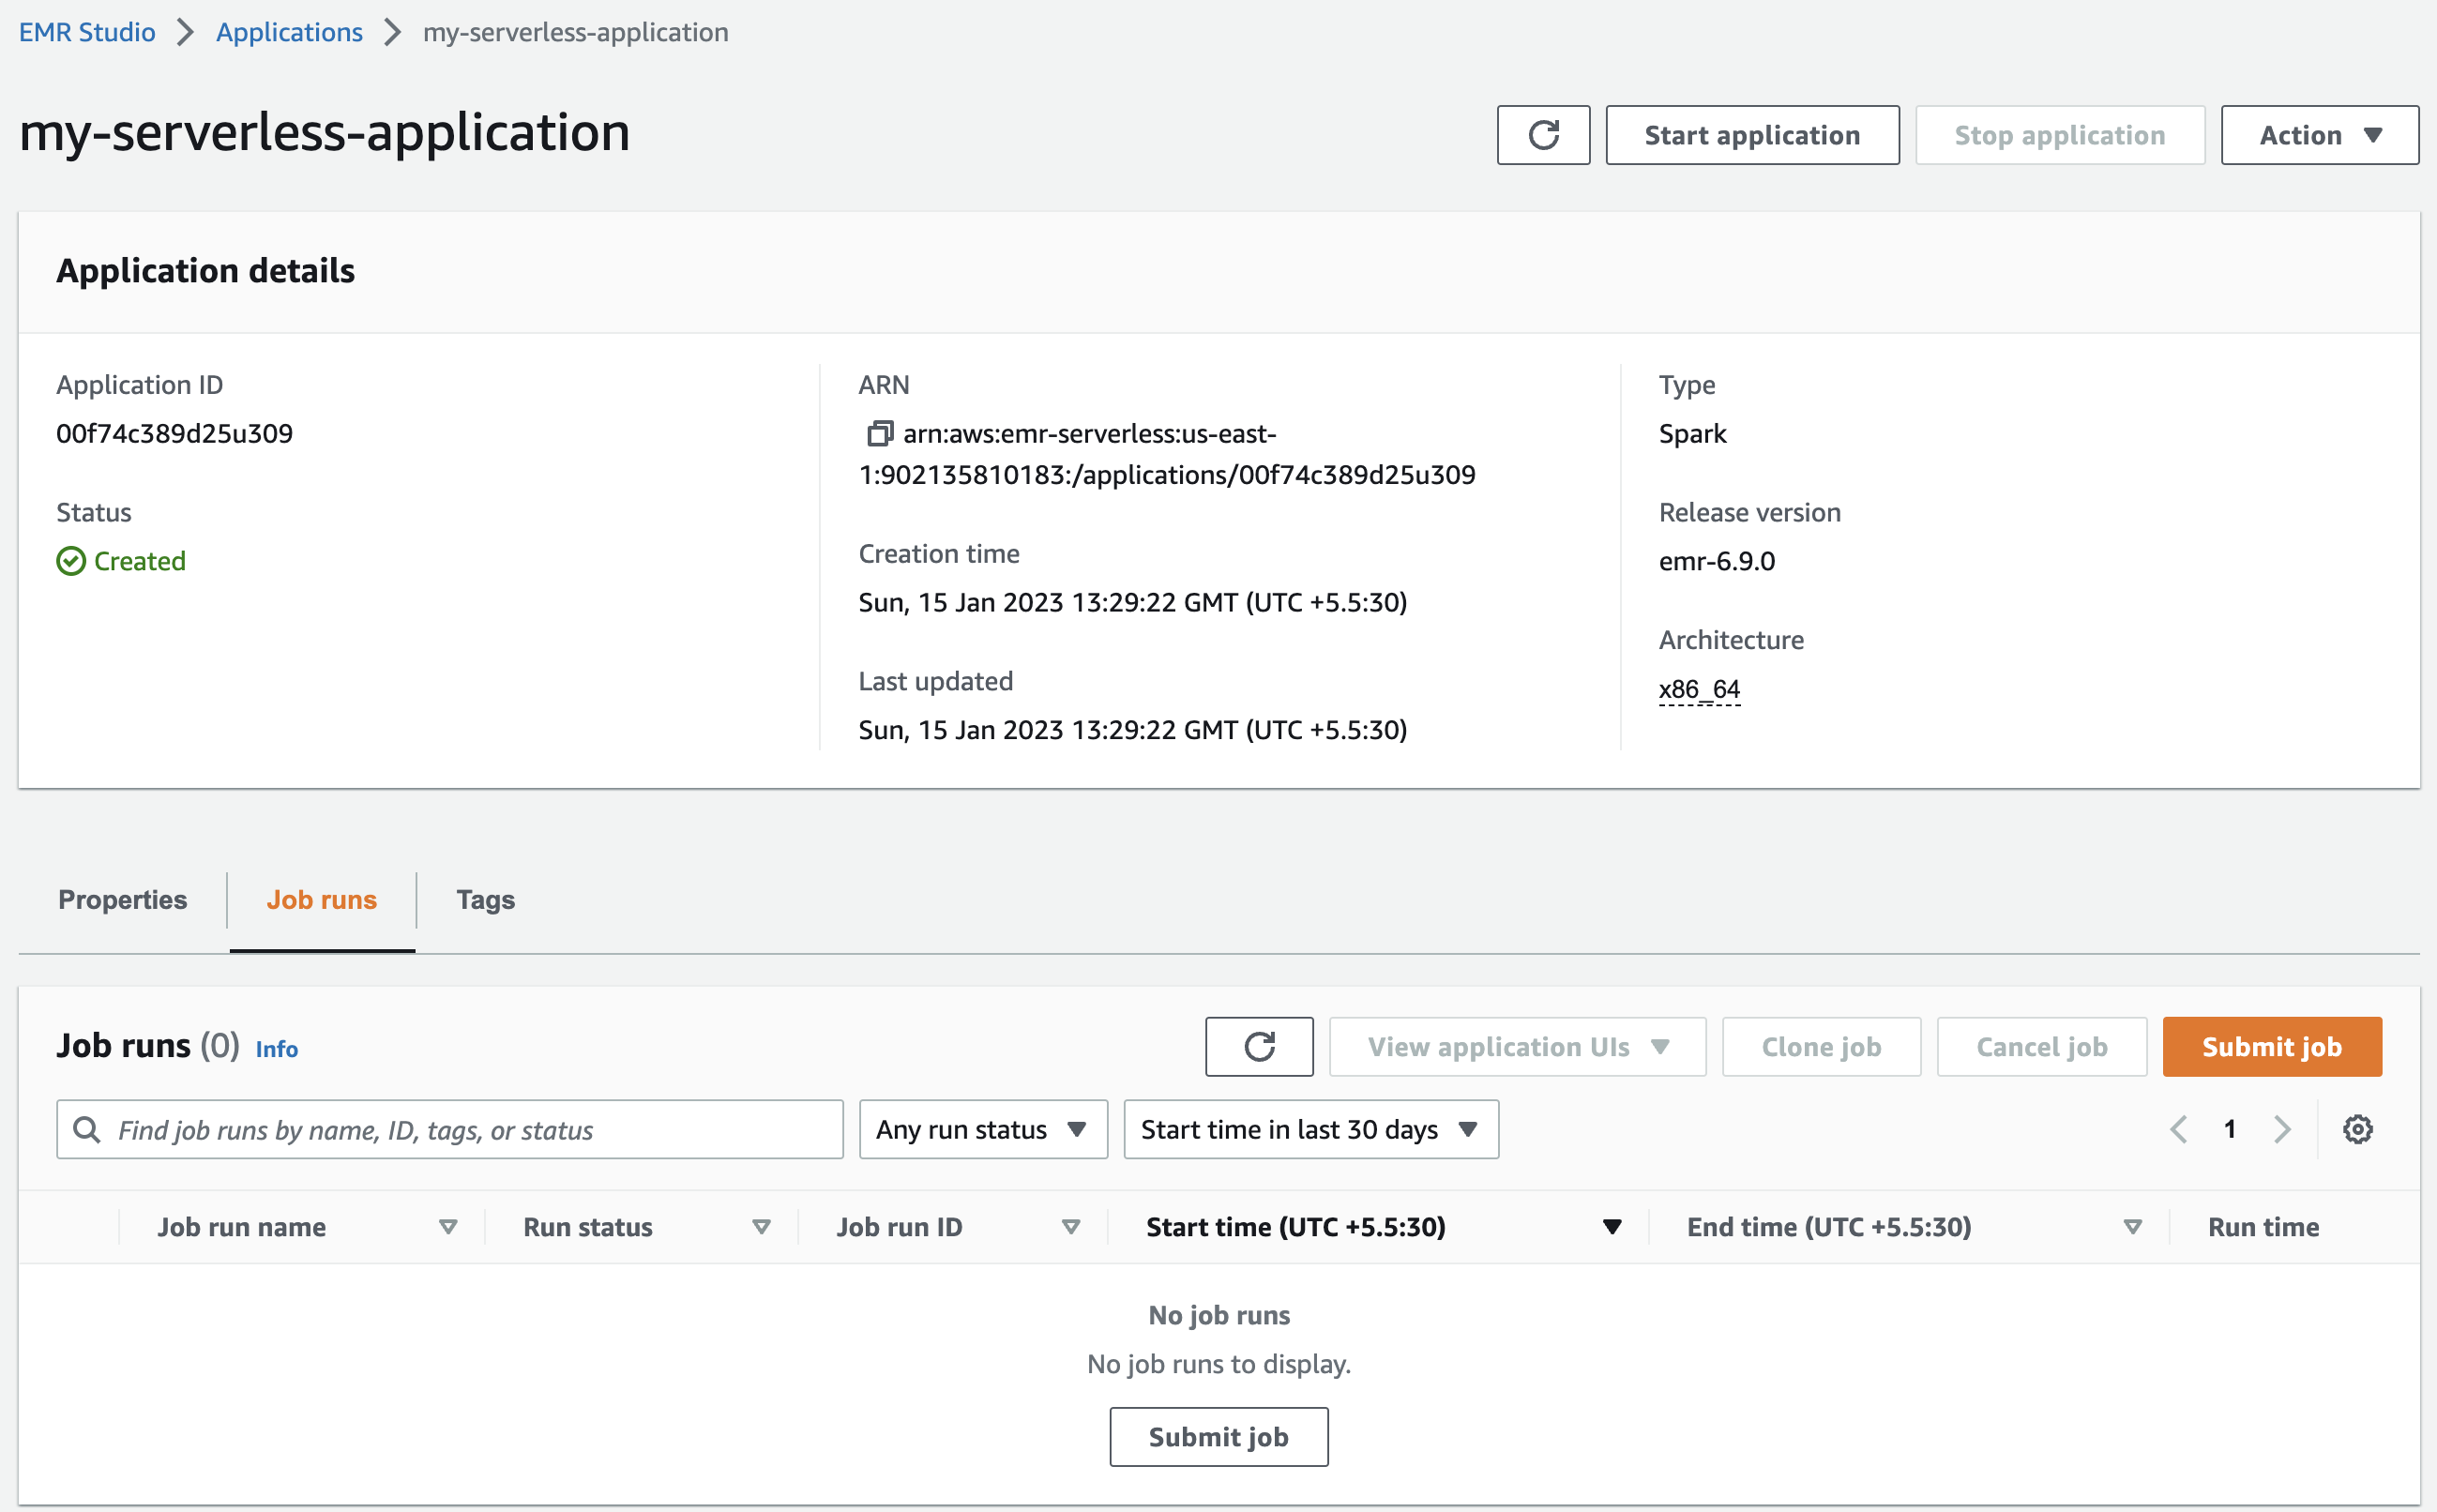 EMR Studio > Applications > my-serverless-application
my-serverless-application
Start application
Stop application
Action
Application details
Application ID
00f74c389d25u309
Status
Created
ARN
arn:aws:emr-serverless:us-east-
1:902135810183:/applications/00f74c389d25u309
Creation time
Sun, 15 Jan 2023 13:29:22 GMT (UTC +5.5:30)
Last updated
Sun, 15 Jan 2023 13:29:22 GMT (UTC +5.5:30)
Type
Spark
Release version
emr-6.9.0
Architecture
x86_64
Properties
Job runs
Tags
Job runs (0) Info
View application UIs
Clone job
Cancel job
Submit job
Find job runs by name, ID, tags, or status
Any run status
Start time in last 30 days
1
Job run name
Run status
Job run ID
Start time (UTC +5.5:30)
End time (UTC +5.5:30)
Run time
No job runs
No job runs to display.
Submit job